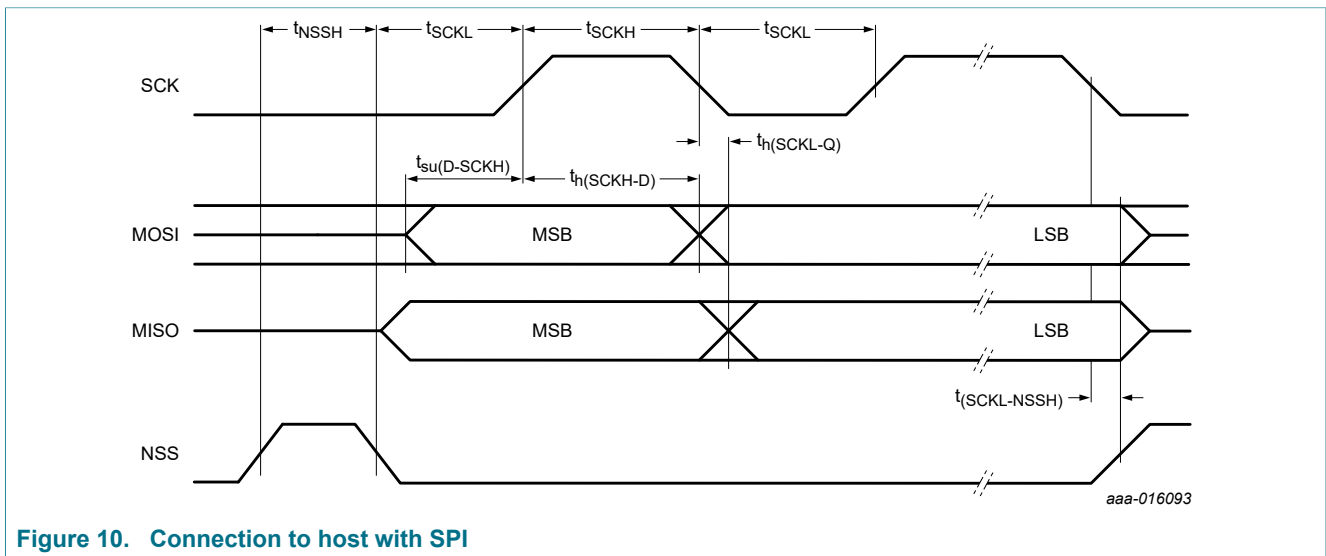 tNSSH tSCKL tSCKH tSCKL
SCK
th(SCKL-Q)
tsu(D-SCKH) th(SCKH-D)
MOSI MSB LSB
MISO MSB LSB
t(SCKL-NSSH)
NSS
aaa-016093
Figure 10. Connection to host with SPI